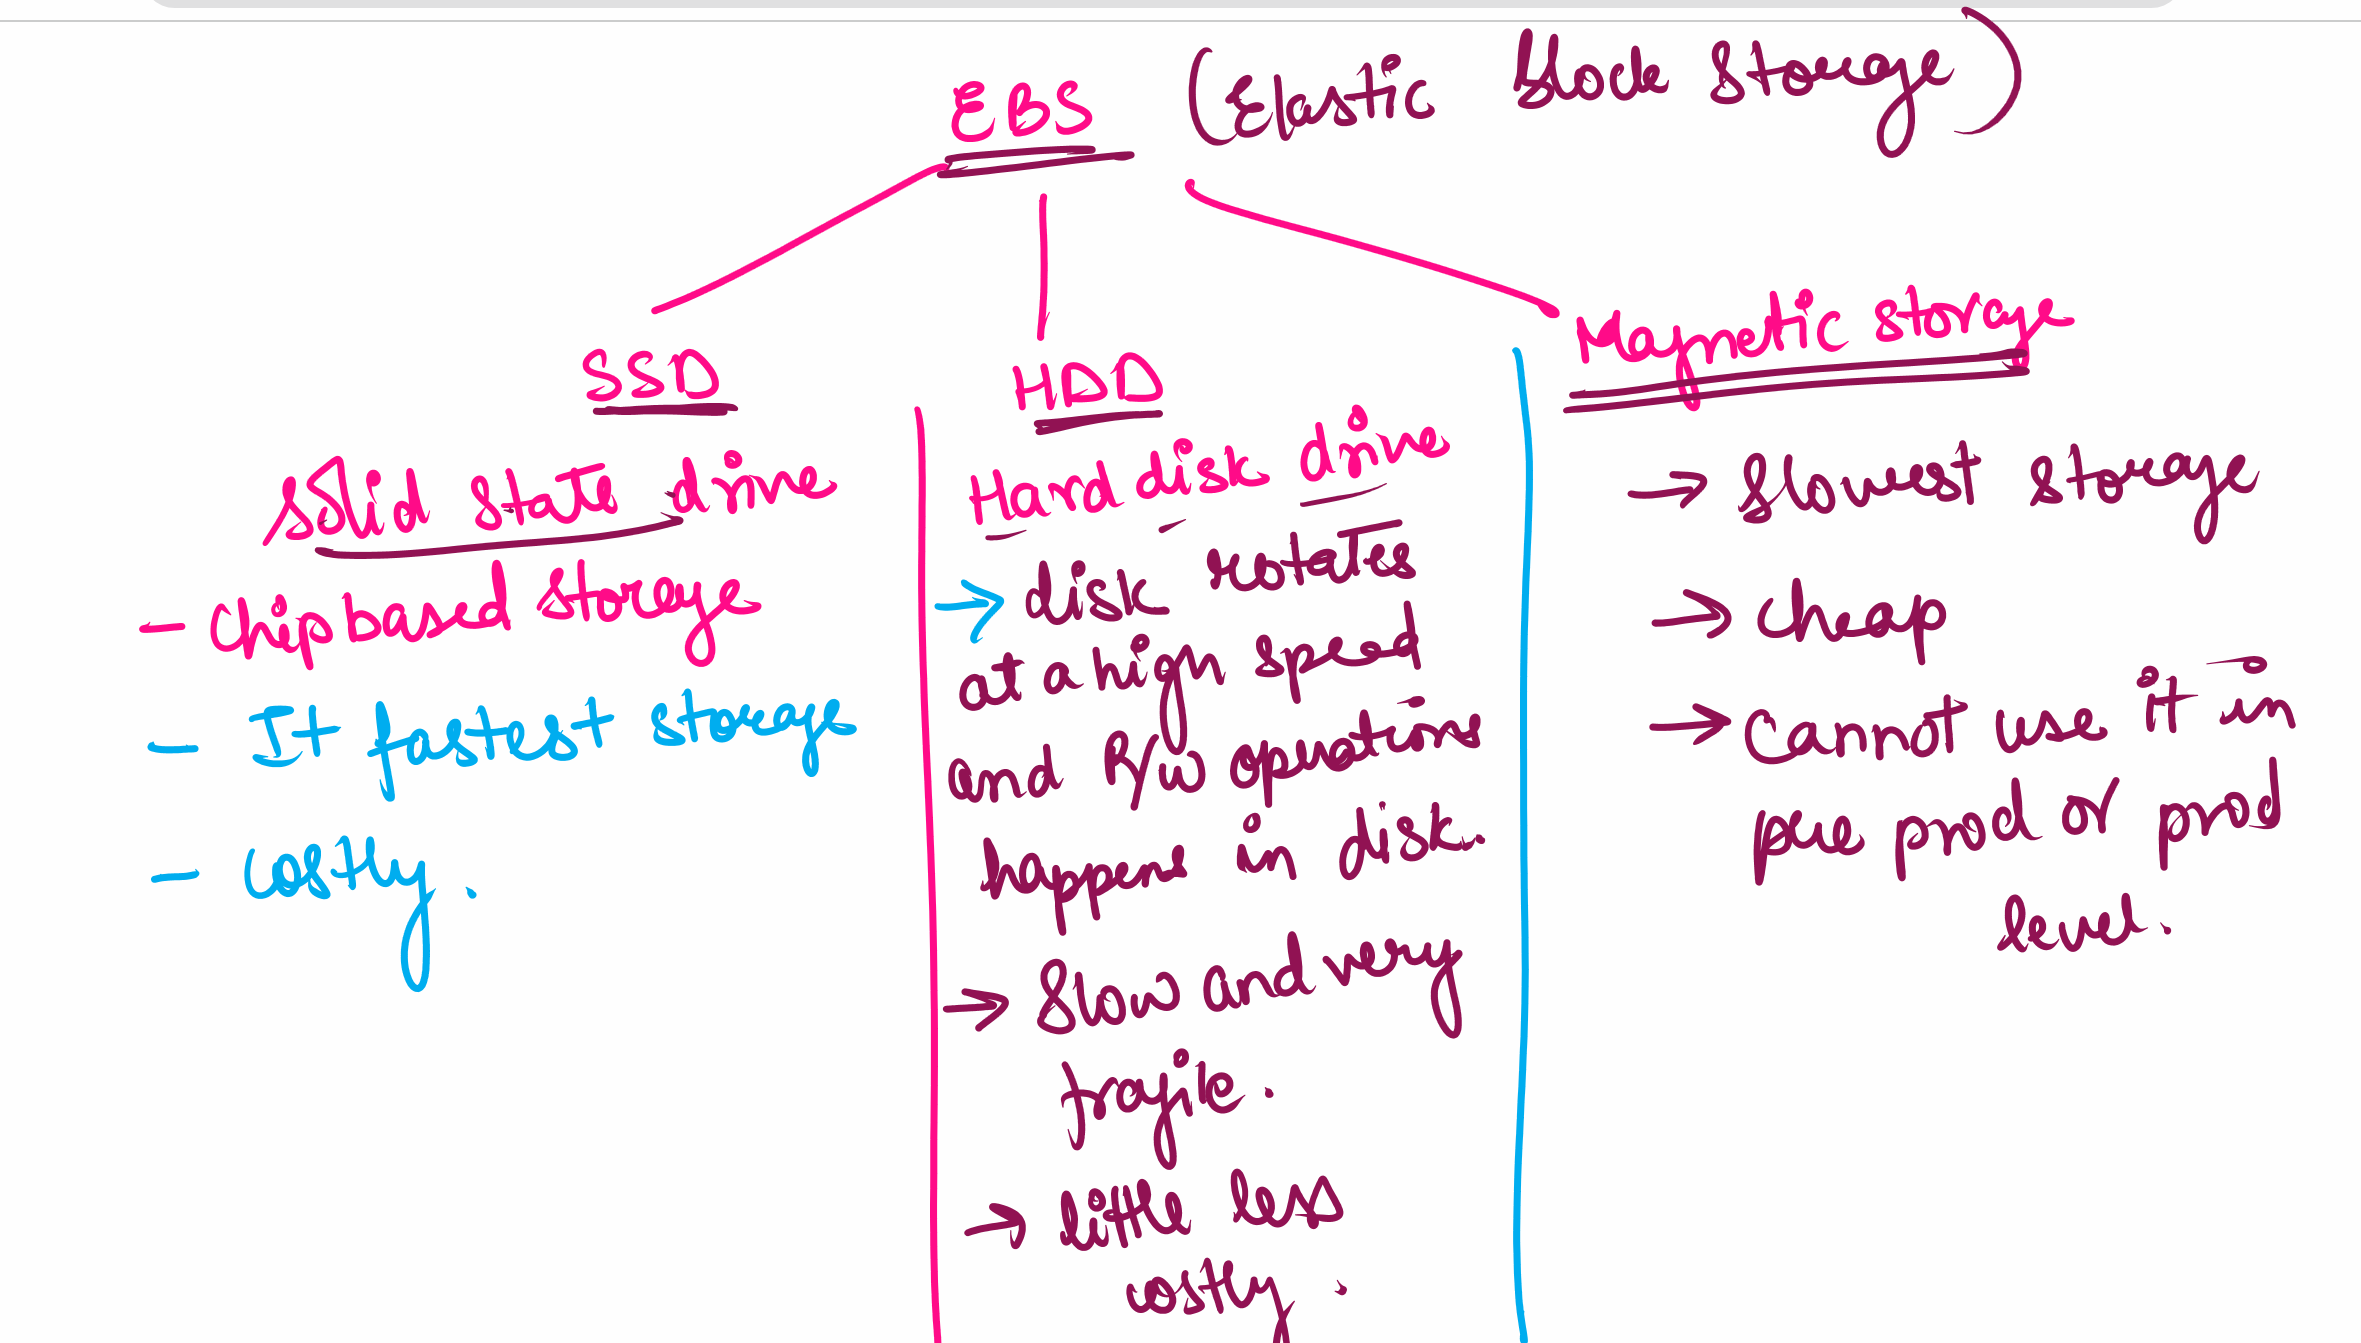 EBS (Elastic Block Storage)
SSD
Solid state drive
- chip based storage
- It fastest storage
- costly.
HDD
Hard disk drive
→ disk rotates
at a high speed
and R/W operations
happens in disk.
→ Slow and very
fragile.
→ little less
costly.
Magnetic storage
→ Slowest storage
→ cheap
→ Cannot use it in
pre prod or prod
level.